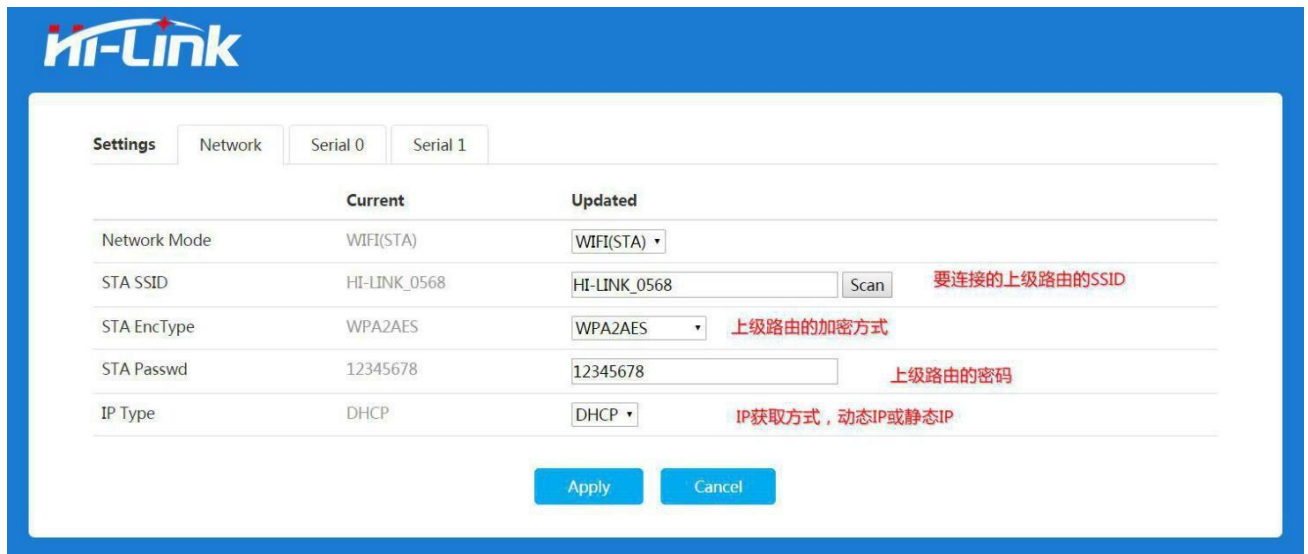 Hi-Link
Settings Network Serial 0 Serial 1
Current Updated
Network Mode WIFI(STA) WIFI(STA)
STA SSID HI-LINK_0568 HI-LINK_0568 Scan 要连接的上级路由的SSID
STA EncType WPA2AES WPA2AES 上级路由的加密方式
STA Passwd 12345678 12345678 上级路由的密码
IP Type DHCP DHCP IP获取方式，动态IP或静态IP
Apply Cancel